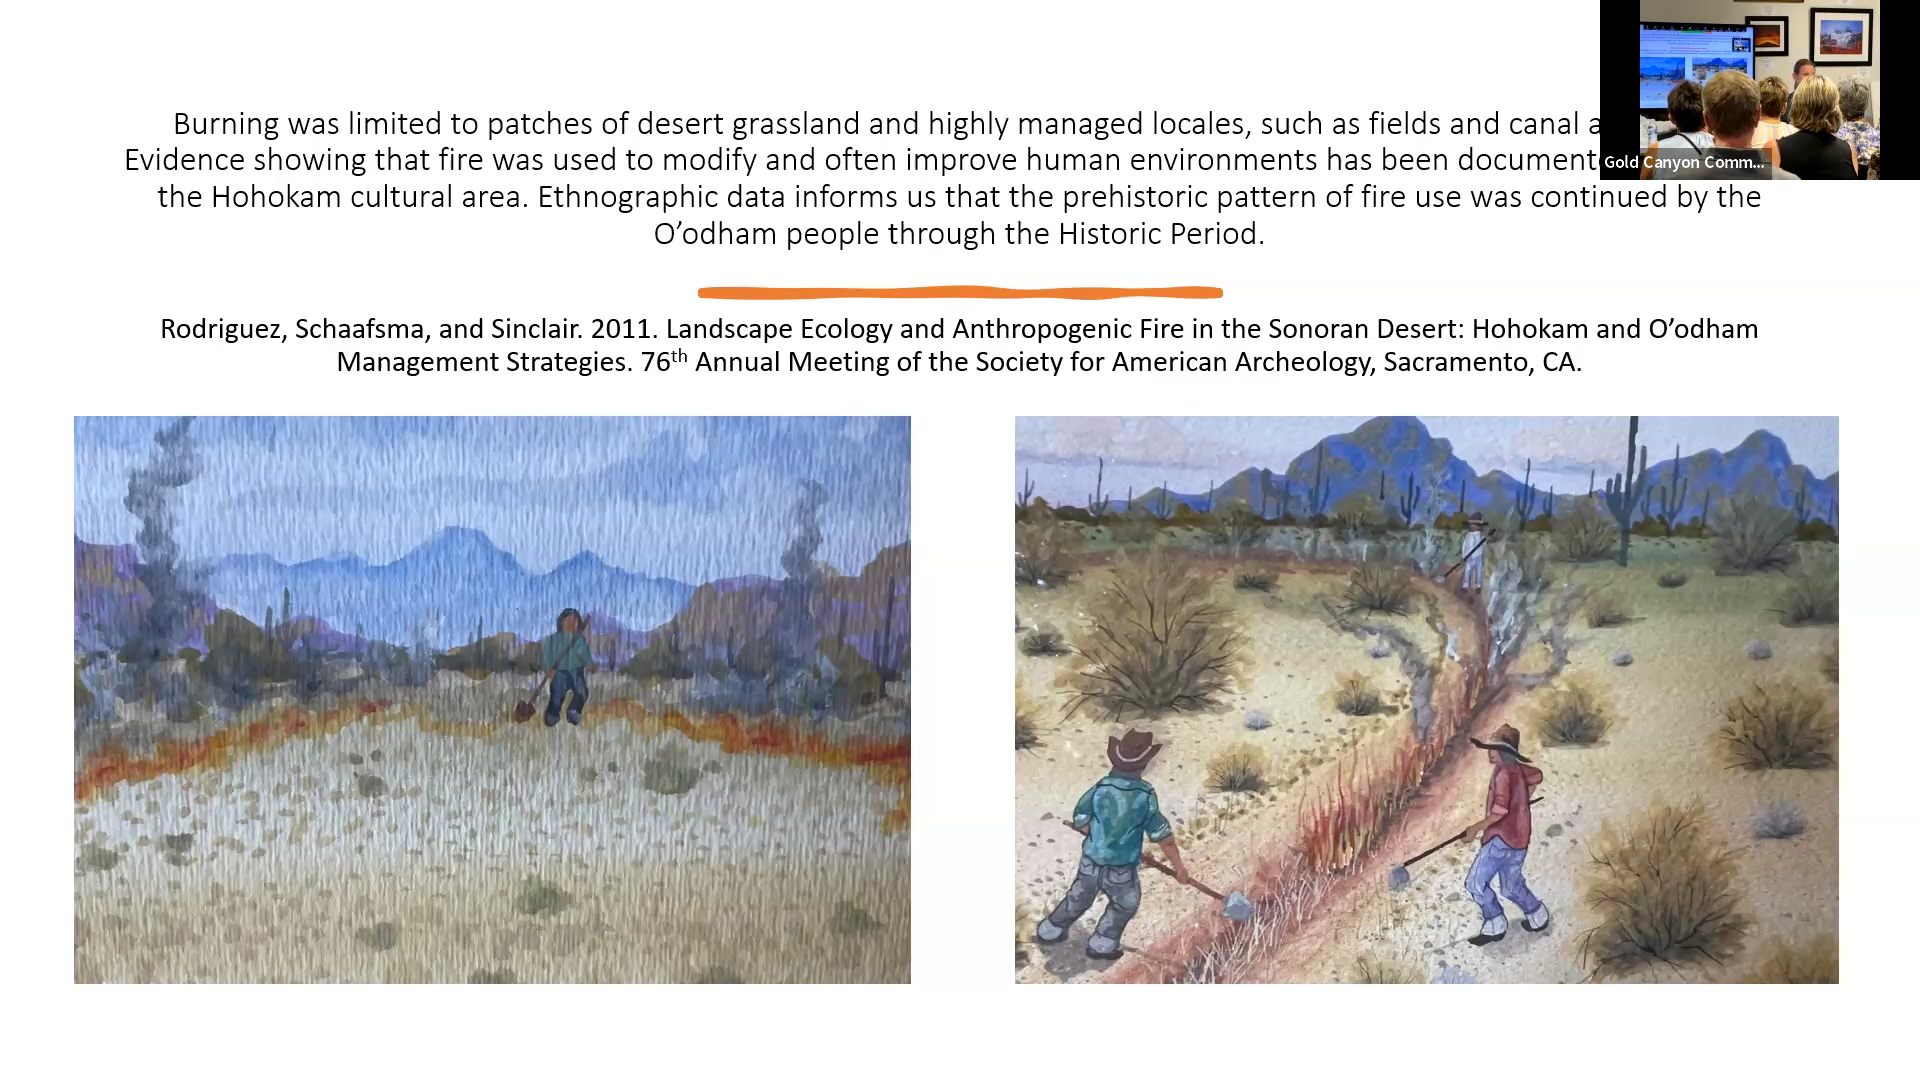 Burning was limited to patches of desert grassland and highly managed locales, such as fields and canal
Evidence showing that fire was used to modify and often improve human environments has been
the Hohokam cultural area. Ethnographic data informs us that the prehistoric pattern of fire use was continued by the
O’odham people through the Historic Period.
Rodriguez, Schaafsma, and Sinclair. 2011. Landscape Ecology and Anthropogenic Fire in the Sonoran Desert: Hohokam and O’odham
Management Strategies. 76th Annual Meeting of the Society for American Archeology, Sacramento, CA.
Gold Canyon Comm...